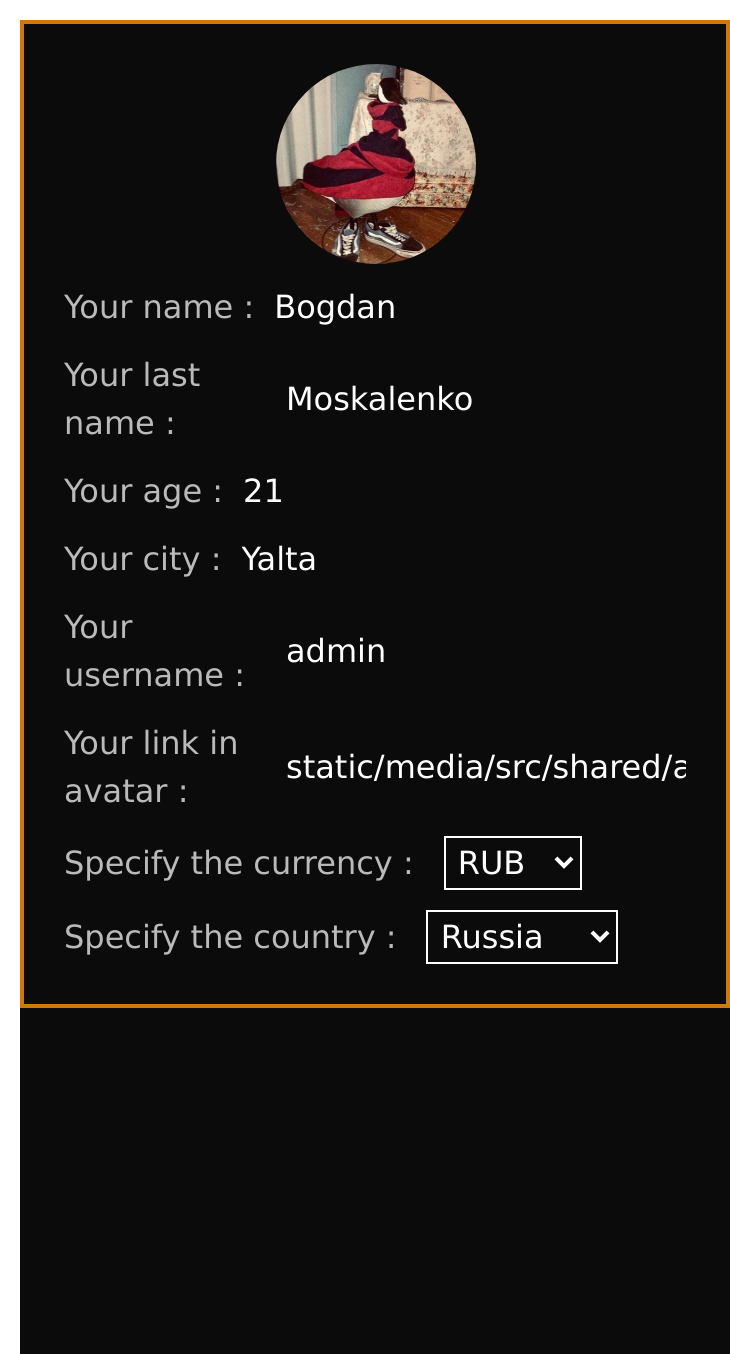 Your name : Bogdan
Your last
name :
Moskalenko
Your age : 21
Your city : Yalta
Your
username :
admin
Your link in
avatar :
static/media/src/shared/a
Specify the currency : RUB
Specify the country : Russia